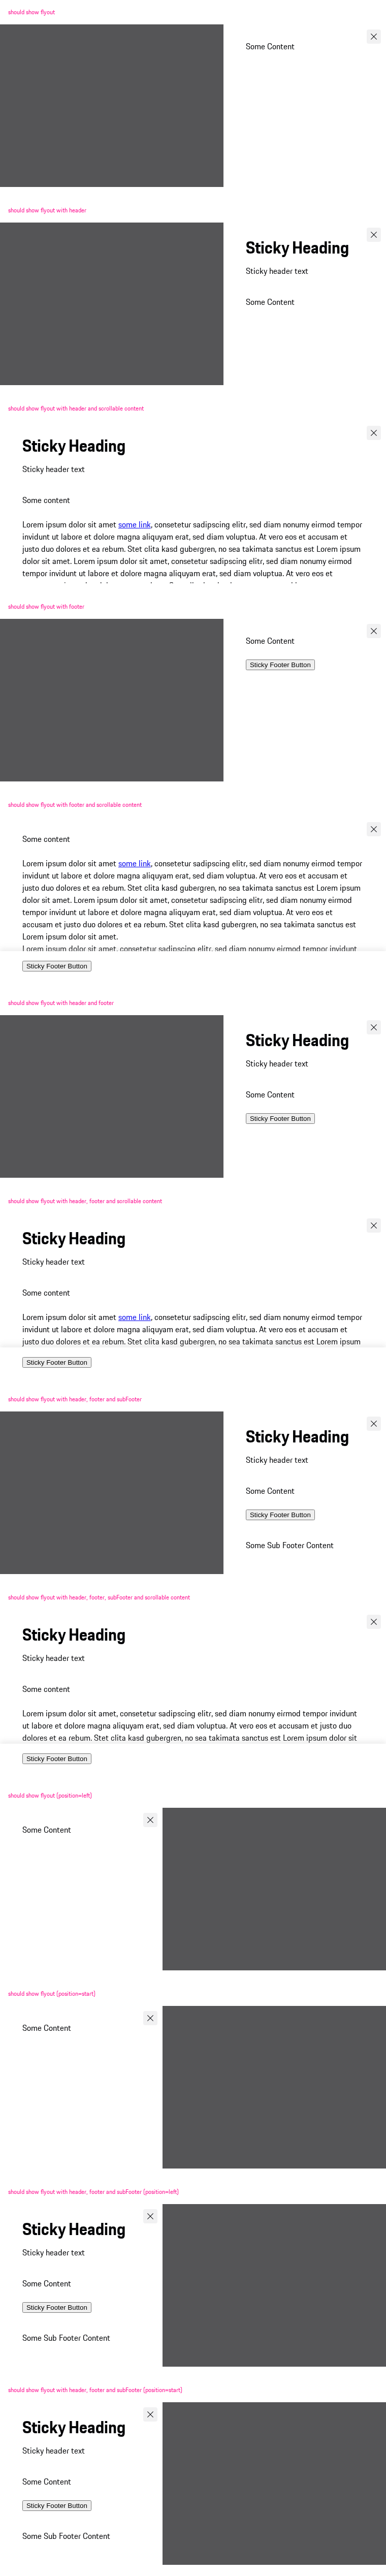 should show flyout
Some Content
should show flyout with header
Sticky Heading
Sticky header text
Some Content
should show flyout with header and scrollable content
Sticky Heading
Sticky header text
Some content
Lorem ipsum dolor sit amet some link, consetetur sadipscing elitr, sed diam nonumy eirmod tempor
invidunt ut labore et dolore magna aliquyam erat, sed diam voluptua. At vero eos et accusam et
justo duo dolores et ea rebum. Stet clita kasd gubergren, no sea takimata sanctus est Lorem ipsum
dolor sit amet. Lorem ipsum dolor sit amet, consetetur sadipscing elitr, sed diam nonumy eirmod
tempor invidunt ut labore et dolore magna aliquyam erat, sed diam voluptua. At vero eos et
should show flyout with footer
Some Content
Sticky Footer Button
should show flyout with footer and scrollable content
Some content
Lorem ipsum dolor sit amet some link, consetetur sadipscing elitr, sed diam nonumy eirmod tempor
invidunt ut labore et dolore magna aliquyam erat, sed diam voluptua. At vero eos et accusam et
justo duo dolores et ea rebum. Stet clita kasd gubergren, no sea takimata sanctus est Lorem ipsum
dolor sit amet. Lorem ipsum dolor sit amet, consetetur sadipscing elitr, sed diam nonumy eirmod
tempor invidunt ut labore et dolore magna aliquyam erat, sed diam voluptua. At vero eos et
accusam et justo duo dolores et ea rebum. Stet clita kasd gubergren, no sea takimata sanctus est
Lorem ipsum dolor sit amet.
Lorem ipsum dolor sit amet, consetetur sadipscing elitr, sed diam nonumy eirmod tempor invidunt
Sticky Footer Button
should show flyout with header and footer
Sticky Heading
Sticky header text
Some Content
Sticky Footer Button
should show flyout with header, footer and scrollable content
Sticky Heading
Sticky header text
Some content
Lorem ipsum dolor sit amet some link, consetetur sadipscing elitr, sed diam nonumy eirmod tempor
invidunt ut labore et dolore magna aliquyam erat, sed diam voluptua. At vero eos et accusam et
justo duo dolores et ea rebum. Stet clita kasd gubergren, no sea takimata sanctus est Lorem ipsum
Sticky Footer Button
should show flyout with header, footer and subFooter
Sticky Heading
Sticky header text
Some Content
Sticky Footer Button
Some Sub Footer Content
should show flyout with header, footer, subFooter and scrollable content
Sticky Heading
Sticky header text
Some content
Lorem ipsum dolor sit amet, consetetur sadipscing elitr, sed diam nonumy eirmod tempor invidunt
ut labore et dolore magna aliquyam erat, sed diam voluptua. At vero eos et accusam et justo duo
dolores et ea rebum. Stet clita kasd gubergren, no sea takimata sanctus est Lorem ipsum dolor sit
Sticky Footer Button
should show flyout (position=left)
Some Content
should show flyout (position=start)
Some Content
should show flyout with header, footer and subFooter (position=left)
Sticky Heading
Sticky header text
Some Content
Sticky Footer Button
Some Sub Footer Content
should show flyout with header, footer and subFooter (position=start)
Sticky Heading
Sticky header text
Some Content
Sticky Footer Button
Some Sub Footer Content